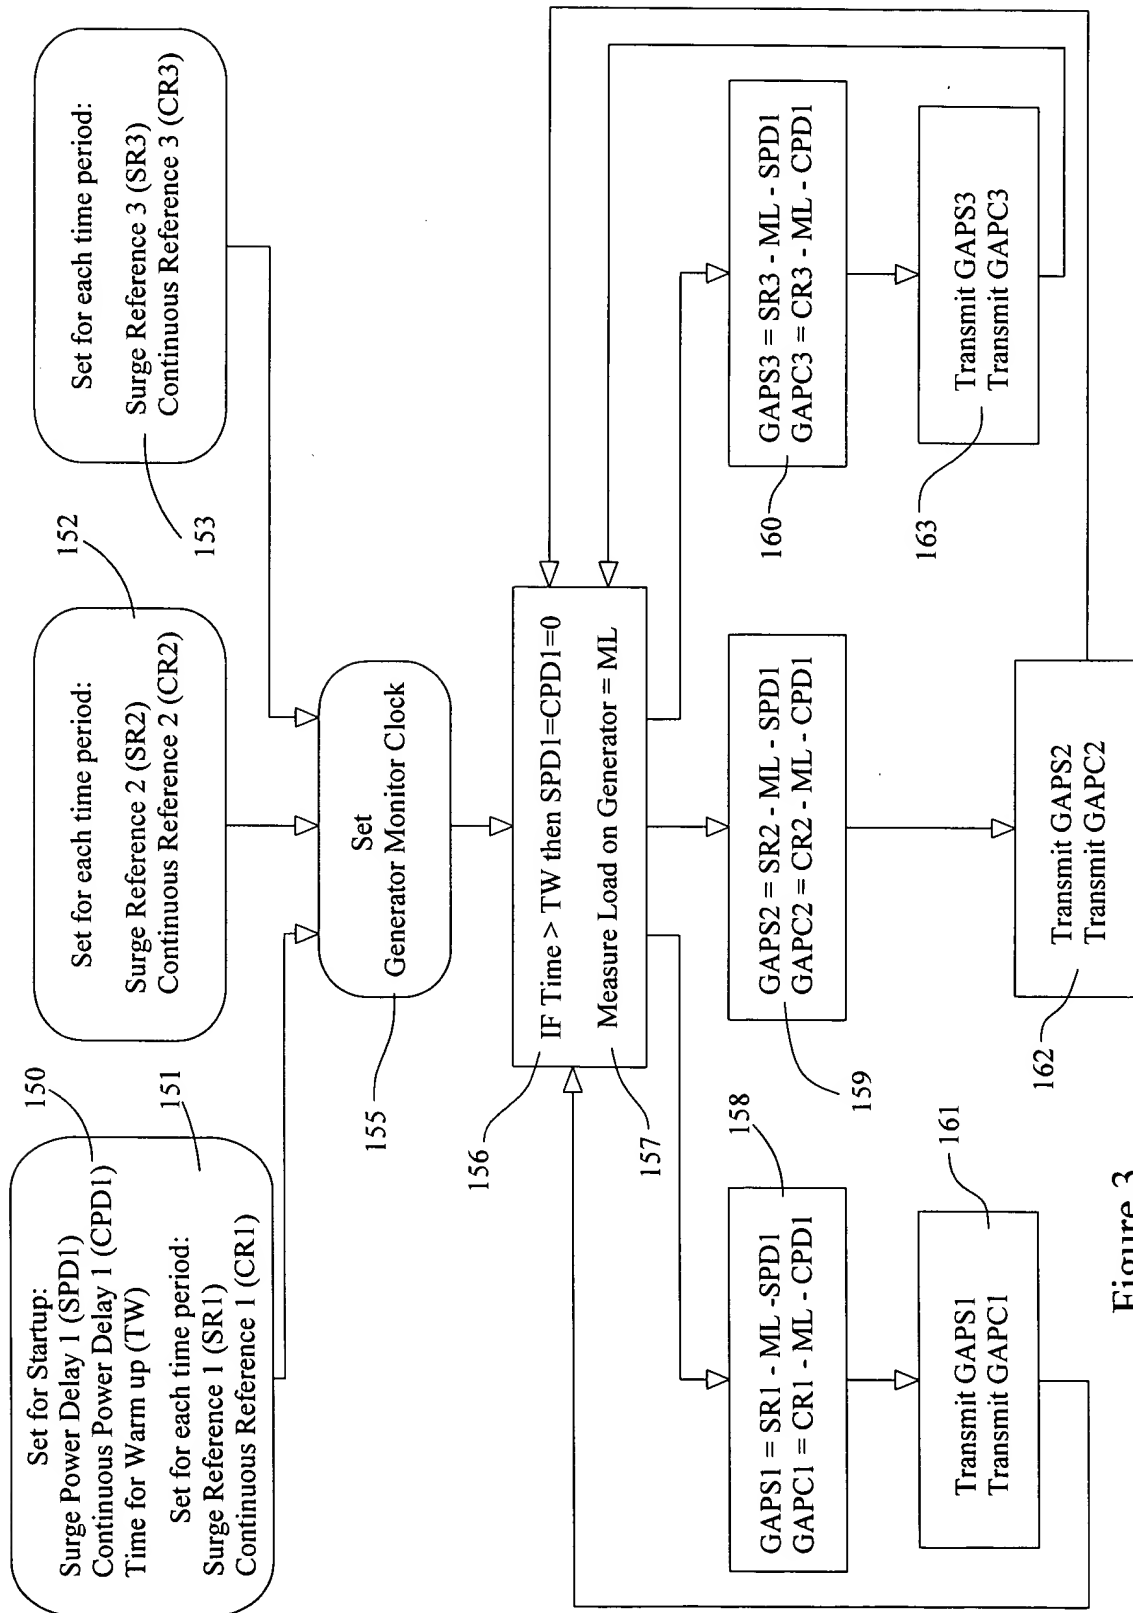 Set for Startup:
Surge Power Delay 1 (SPD1)
Continuous Power Delay 1 (CPD1)
Time for Warm up (TW)
Set for each time period:
Surge Reference 1 (SR1)
Continuous Reference 1 (CR1)
150
151
Set for each time period:
Surge Reference 2 (SR2)
Continuous Reference 2 (CR2)
152
Set for each time period:
Surge Reference 3 (SR3)
Continuous Reference 3 (CR3)
153
Set
Generator Monitor Clock
155
IF Time > TW then SPD1=CPD1=0
Measure Load on Generator = ML
156
157
GAPS1 = SR1 - ML -SPD1
GAPC1 = CR1 - ML - CPD1
158
GAPS2 = SR2 - ML - SPD1
GAPC2 = CR2 - ML - CPD1
159
GAPS3 = SR3 - ML - SPD1
GAPC3 = CR3 - ML - CPD1
160
Transmit GAPS1
Transmit GAPC1
161
Transmit GAPS2
Transmit GAPC2
162
Transmit GAPS3
Transmit GAPC3
163
Figure 3